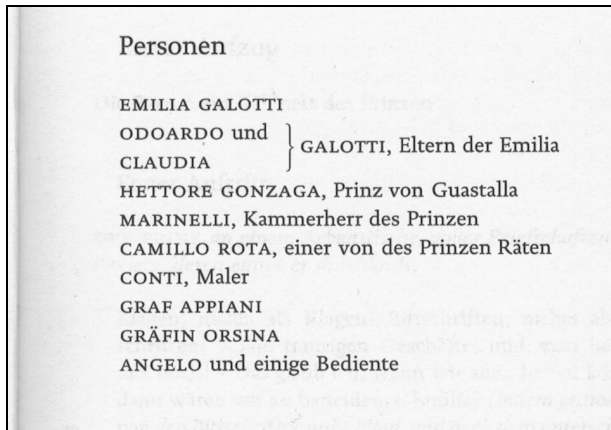 Personen
EMILIA GALOTTI
ODOARDO und
CLAUDIA
GALOTTI, Eltern der Emilia
HETTORE GONZAGA, Prinz von Guastalla
MARINELLI, Kammerherr des Prinzen
CAMILLO ROTA, einer von des Prinzen Räten
CONTI, Maler
GRAF APPIANI
GRÄFIN ORSINA
ANGELO und einige Bediente